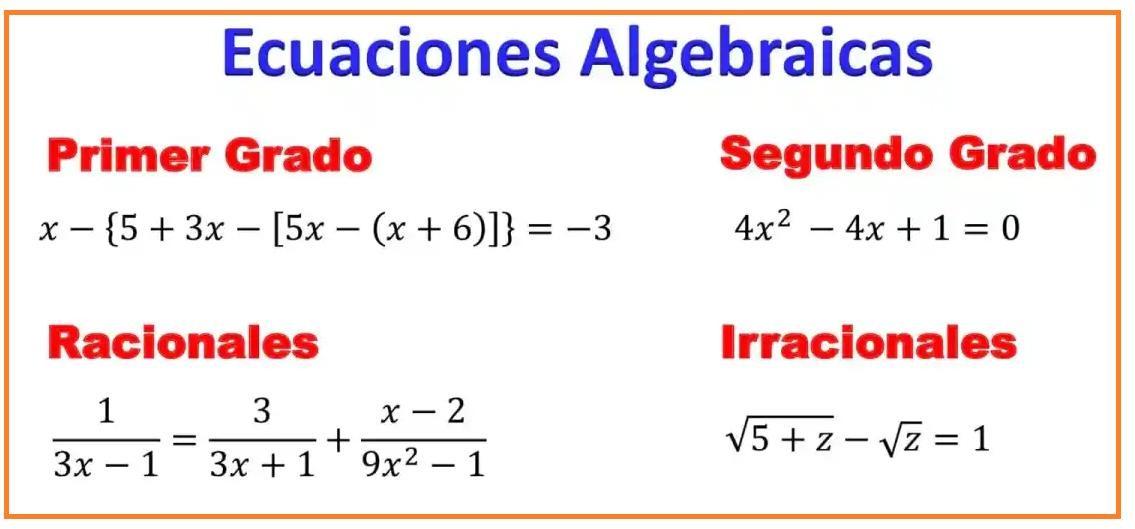 Ecuaciones Algebraicas
Primer Grado
x − {5 + 3x − [5x − (x + 6)]} = −3
Segundo Grado
4x² − 4x + 1 = 0
Racionales
1/(3x − 1) = 3/(3x + 1) + (x − 2)/(9x² − 1)
Irracionales
√(5 + z) − √z = 1